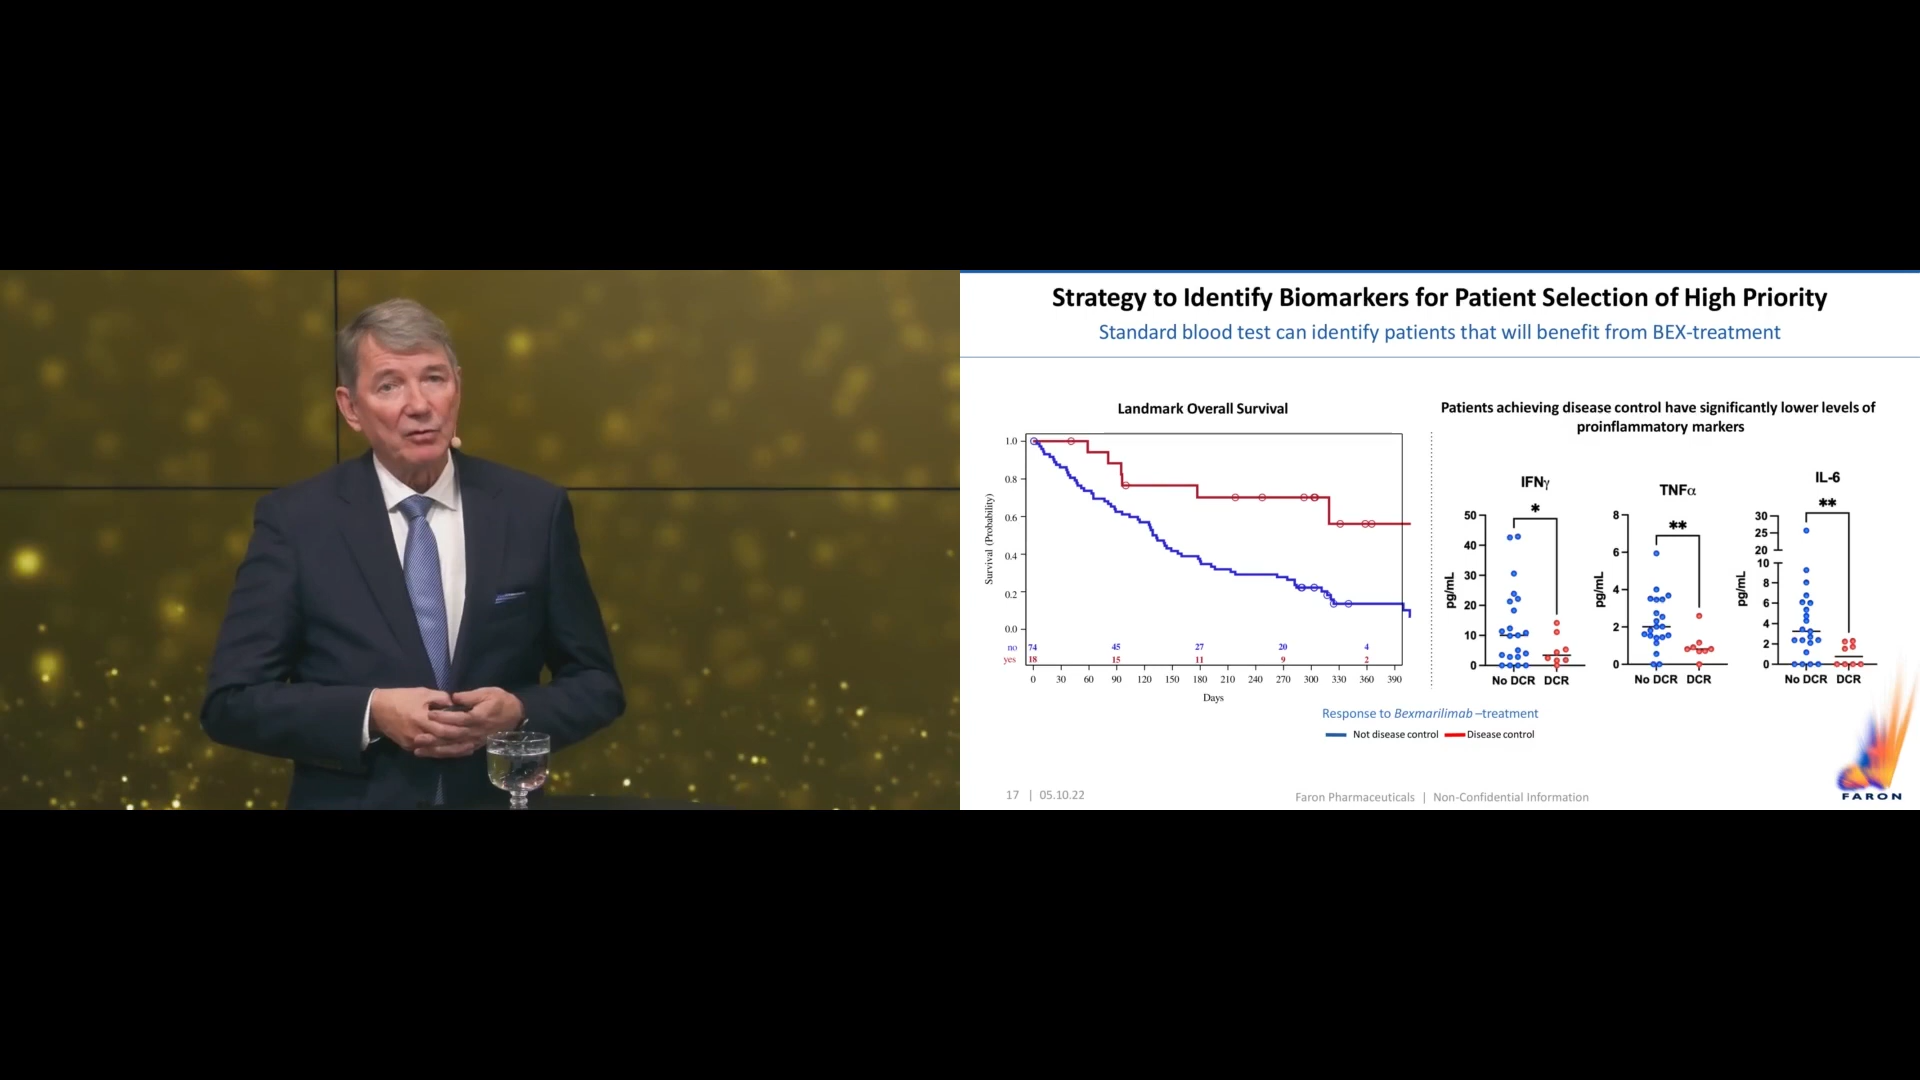 Strategy to Identify Biomarkers for Patient Selection of High Priority
Standard blood test can identify patients that will benefit from BEX-treatment
Landmark Overall Survival
Survival (Probability)
1.0
0.8
0.6
0.4
0.2
0.0
no 74 45 27 20 4
yes 18 15 11 9 2
0 30 60 90 120 150 180 210 240 270 300 330 360 390
Days
Patients achieving disease control have significantly lower levels of
proinflammatory markers
IFNγ
*
pg/mL
50
40
30
20
10
0
No DCR DCR
TNFα
**
pg/mL
8
6
4
2
0
No DCR DCR
IL-6
**
pg/mL
30
25
20
10
8
6
4
2
0
No DCR DCR
Response to Bexmarilimab –treatment
Not disease control Disease control
17 | 05.10.22
Faron Pharmaceuticals | Non-Confidential Information
FARON